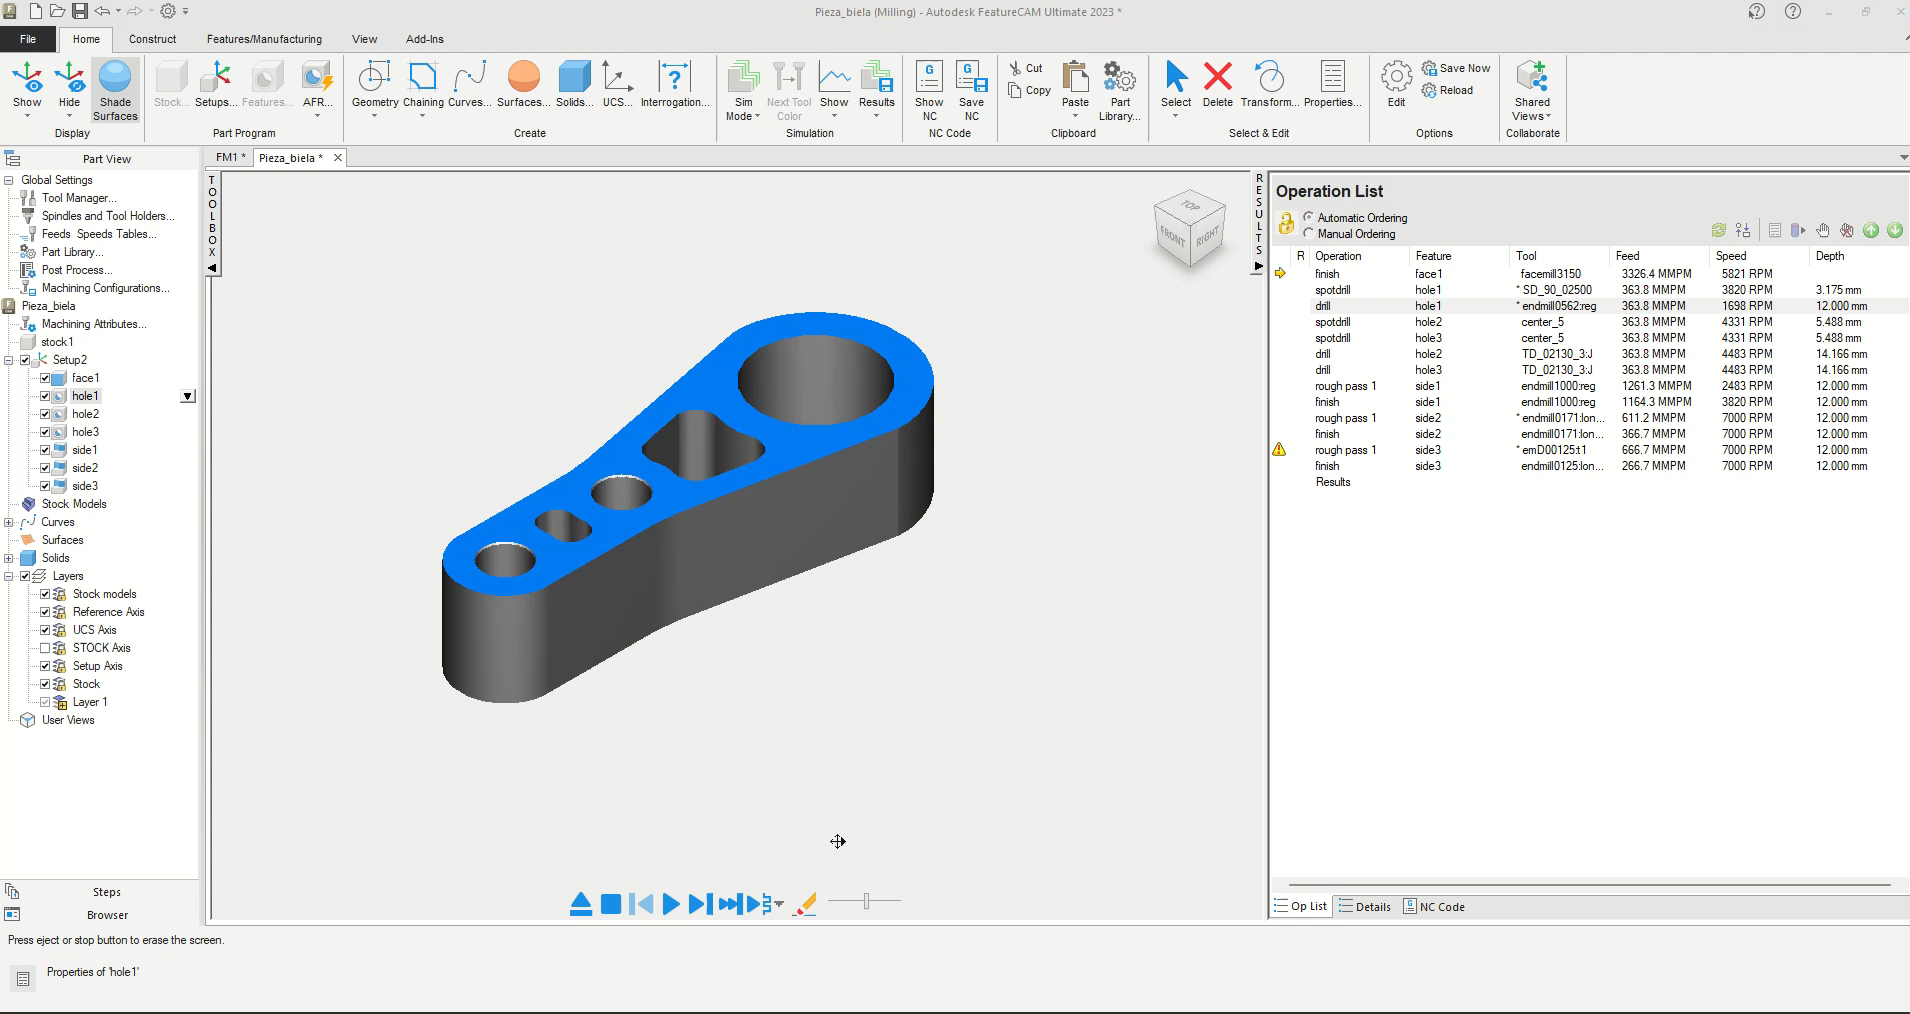 Pieza_biela (Milling) - Autodesk FeatureCAM Ultimate 2023 *
File Home Construct Features/Manufacturing View Add-Ins
Show Hide Shade Surfaces
Display
Stock... Setups... Features... AFR...
Part Program
Geometry Chaining Curves... Surfaces... Solids... UCS... Interrogation...
Create
Sim Mode Next Tool Color Show Results
Simulation
Show NC Save NC
NC Code
Cut
Copy
Paste Part Library...
Clipboard
Select Delete Transform... Properties...
Select & Edit
Edit Save Now
Reload
Options
Shared Views
Collaborate
Part View
Global Settings
Tool Manager...
Spindles and Tool Holders...
Feeds Speeds Tables...
Part Library...
Post Process...
Machining Configurations...
Pieza_biela
Machining Attributes...
stock1
Setup2
face1
hole1
hole2
hole3
side1
side2
side3
Stock Models
Curves
Surfaces
Solids
Layers
Stock models
Reference Axis
UCS Axis
STOCK Axis
Setup Axis
Stock
Layer 1
User Views
Steps
Browser
FM1 * Pieza_biela *
TOOLBOX
TOP
FRONT RIGHT
RESULTS
Operation List
Automatic Ordering
Manual Ordering
R Operation Feature Tool Feed Speed Depth
finish face1 facemill3150 3326.4 MMPM 5821 RPM
spotdrill hole1 * SD_90_02500 363.8 MMPM 3820 RPM 3.175 mm
drill hole1 * endmill0562:reg 363.8 MMPM 1698 RPM 12.000 mm
spotdrill hole2 center_5 363.8 MMPM 4331 RPM 5.488 mm
spotdrill hole3 center_5 363.8 MMPM 4331 RPM 5.488 mm
drill hole2 TD_02130_3:J 363.8 MMPM 4483 RPM 14.166 mm
drill hole3 TD_02130_3:J 363.8 MMPM 4483 RPM 14.166 mm
rough pass 1 side1 endmill1000:reg 1261.3 MMPM 2483 RPM 12.000 mm
finish side1 endmill1000:reg 1164.3 MMPM 3820 RPM 12.000 mm
rough pass 1 side2 * endmill0171:lon... 611.2 MMPM 7000 RPM 12.000 mm
finish side2 endmill0171:lon... 366.7 MMPM 7000 RPM 12.000 mm
rough pass 1 side3 * emD00125:t1 666.7 MMPM 7000 RPM 12.000 mm
finish side3 endmill0125:lon... 266.7 MMPM 7000 RPM 12.000 mm
Results
Op List Details NC Code
Press eject or stop button to erase the screen.
Properties of 'hole1'